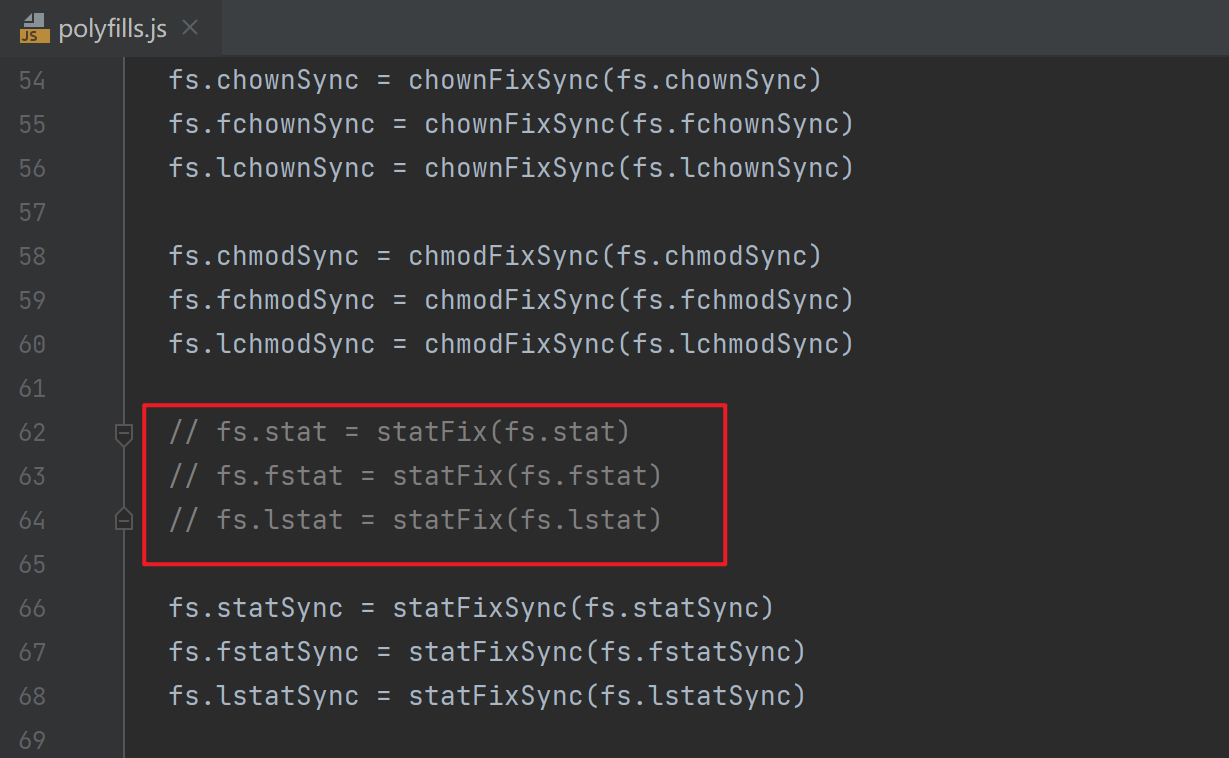 JS polyfills.js
54 fs.chownSync = chownFixSync(fs.chownSync)
55 fs.fchownSync = chownFixSync(fs.fchownSync)
56 fs.lchownSync = chownFixSync(fs.lchownSync)
57
58 fs.chmodSync = chmodFixSync(fs.chmodSync)
59 fs.fchmodSync = chmodFixSync(fs.fchmodSync)
60 fs.lchmodSync = chmodFixSync(fs.lchmodSync)
61
62 // fs.stat = statFix(fs.stat)
63 // fs.fstat = statFix(fs.fstat)
64 // fs.lstat = statFix(fs.lstat)
65
66 fs.statSync = statFixSync(fs.statSync)
67 fs.fstatSync = statFixSync(fs.fstatSync)
68 fs.lstatSync = statFixSync(fs.lstatSync)
69